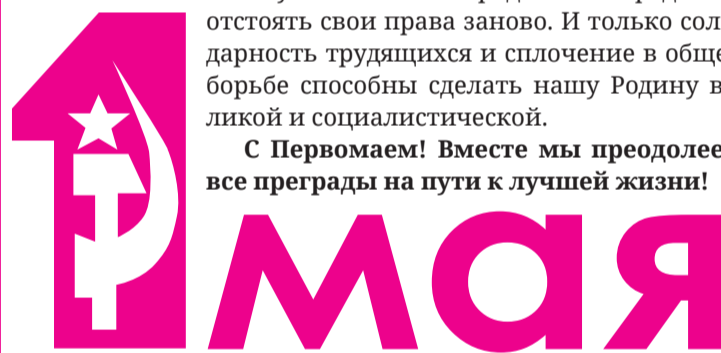 отстоять свои права заново. И только сол
дарность трудящихся и сплочение в обще
борьбе способны сделать нашу Родину в
ликой и социалистической.
С Первомаем! Вместе мы преодолее
все преграды на пути к лучшей жизни!
1 мая